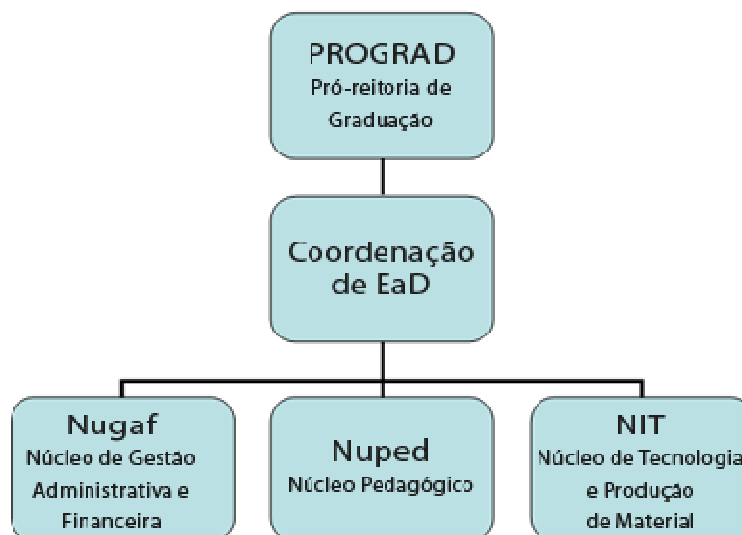 PROGRAD
Pró-reitoria de
Graduação
Coordenação
de EaD
Nugaf
Núcleo de Gestão
Administrativa e
Financeira
Nuped
Núcleo Pedagógico
NIT
Núcleo de Tecnologia
e Produção
de Material